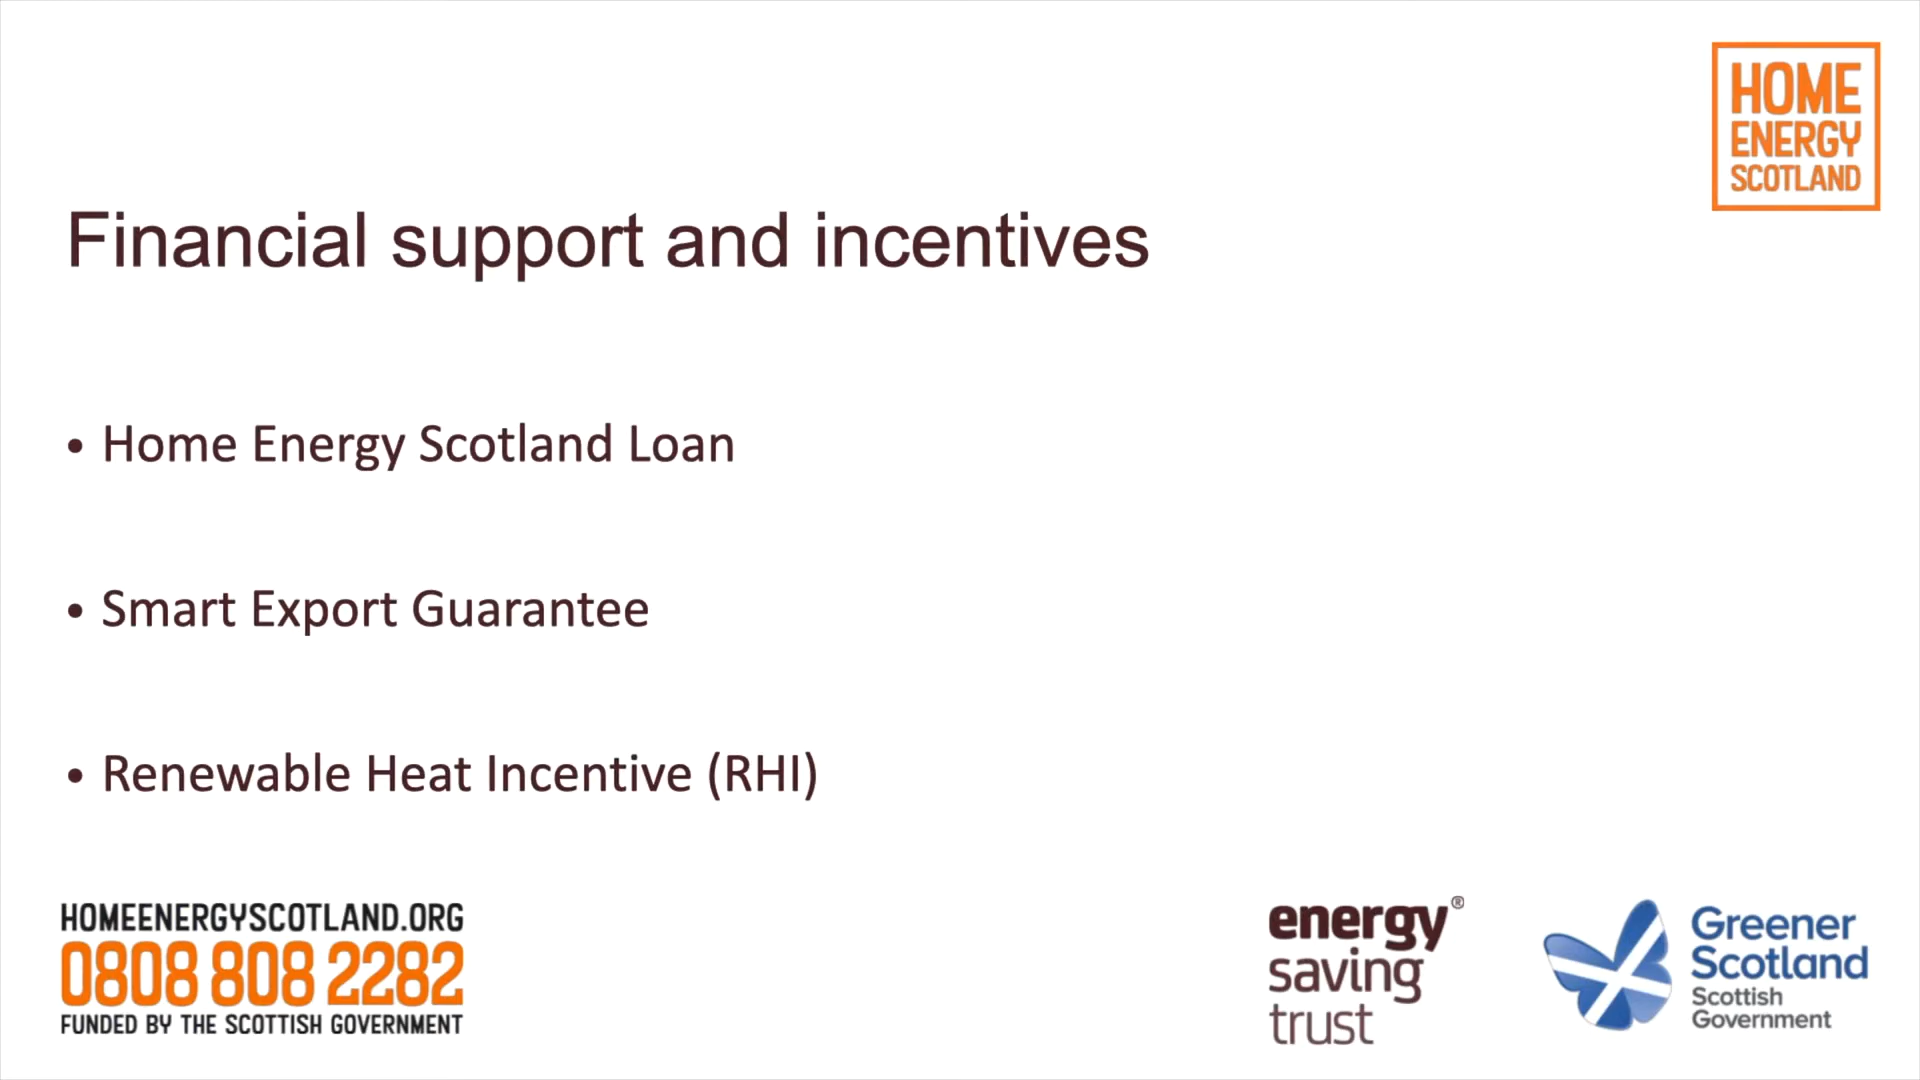 HOME
ENERGY
SCOTLAND
Financial support and incentives
• Home Energy Scotland Loan
• Smart Export Guarantee
• Renewable Heat Incentive (RHI)
HOMEENERGYSCOTLAND.ORG
0808 808 2282
FUNDED BY THE SCOTTISH GOVERNMENT
energy®
saving
trust
Greener
Scotland
Scottish
Government